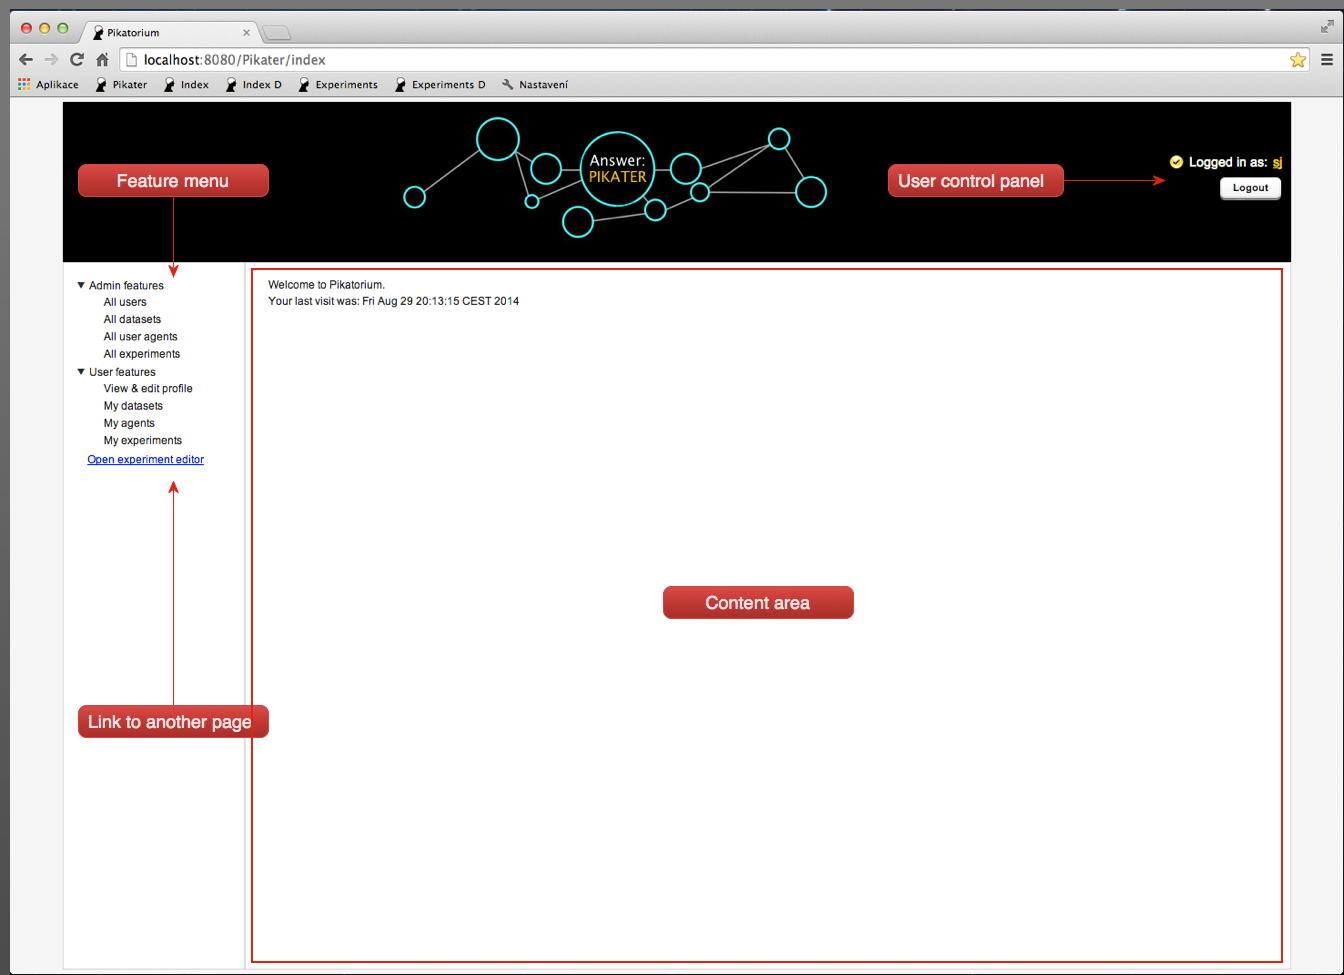 Pikatorium
localhost:8080/Pikater/index
Aplikace Pikater Index Index D Experiments Experiments D Nastavení
Answer:
PIKATER
Feature menu
User control panel
Logged in as: sj
Logout
Admin features
All users
All datasets
All user agents
All experiments
User features
View & edit profile
My datasets
My agents
My experiments
Open experiment editor
Link to another page
Welcome to Pikatorium.
Your last visit was: Fri Aug 29 20:13:15 CEST 2014
Content area